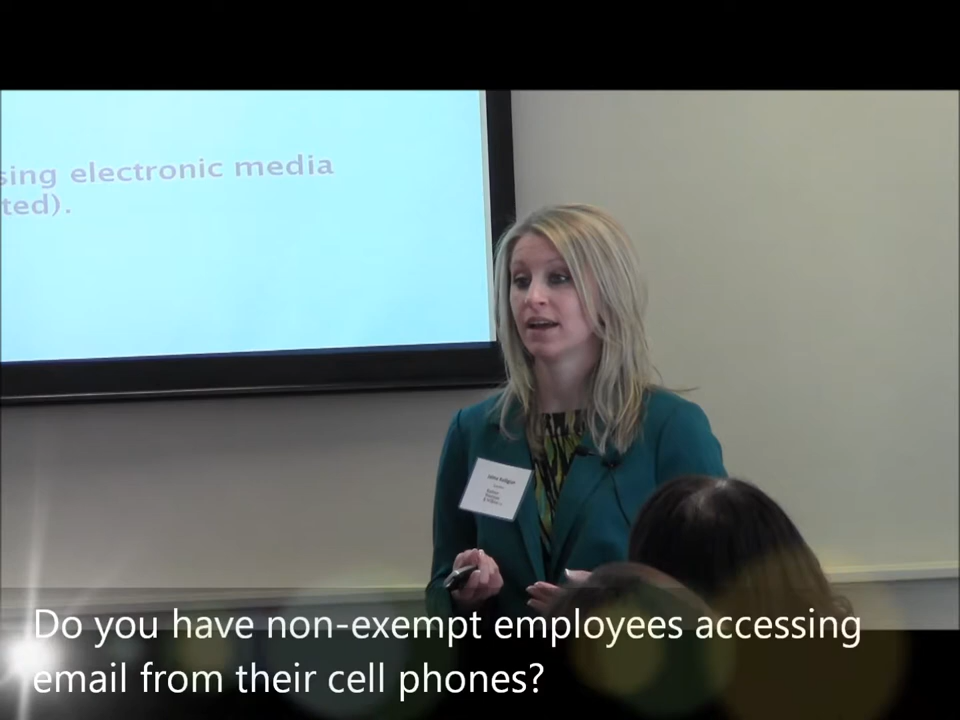 sing electronic media
ted).
Do you have non-exempt employees accessing
email from their cell phones?